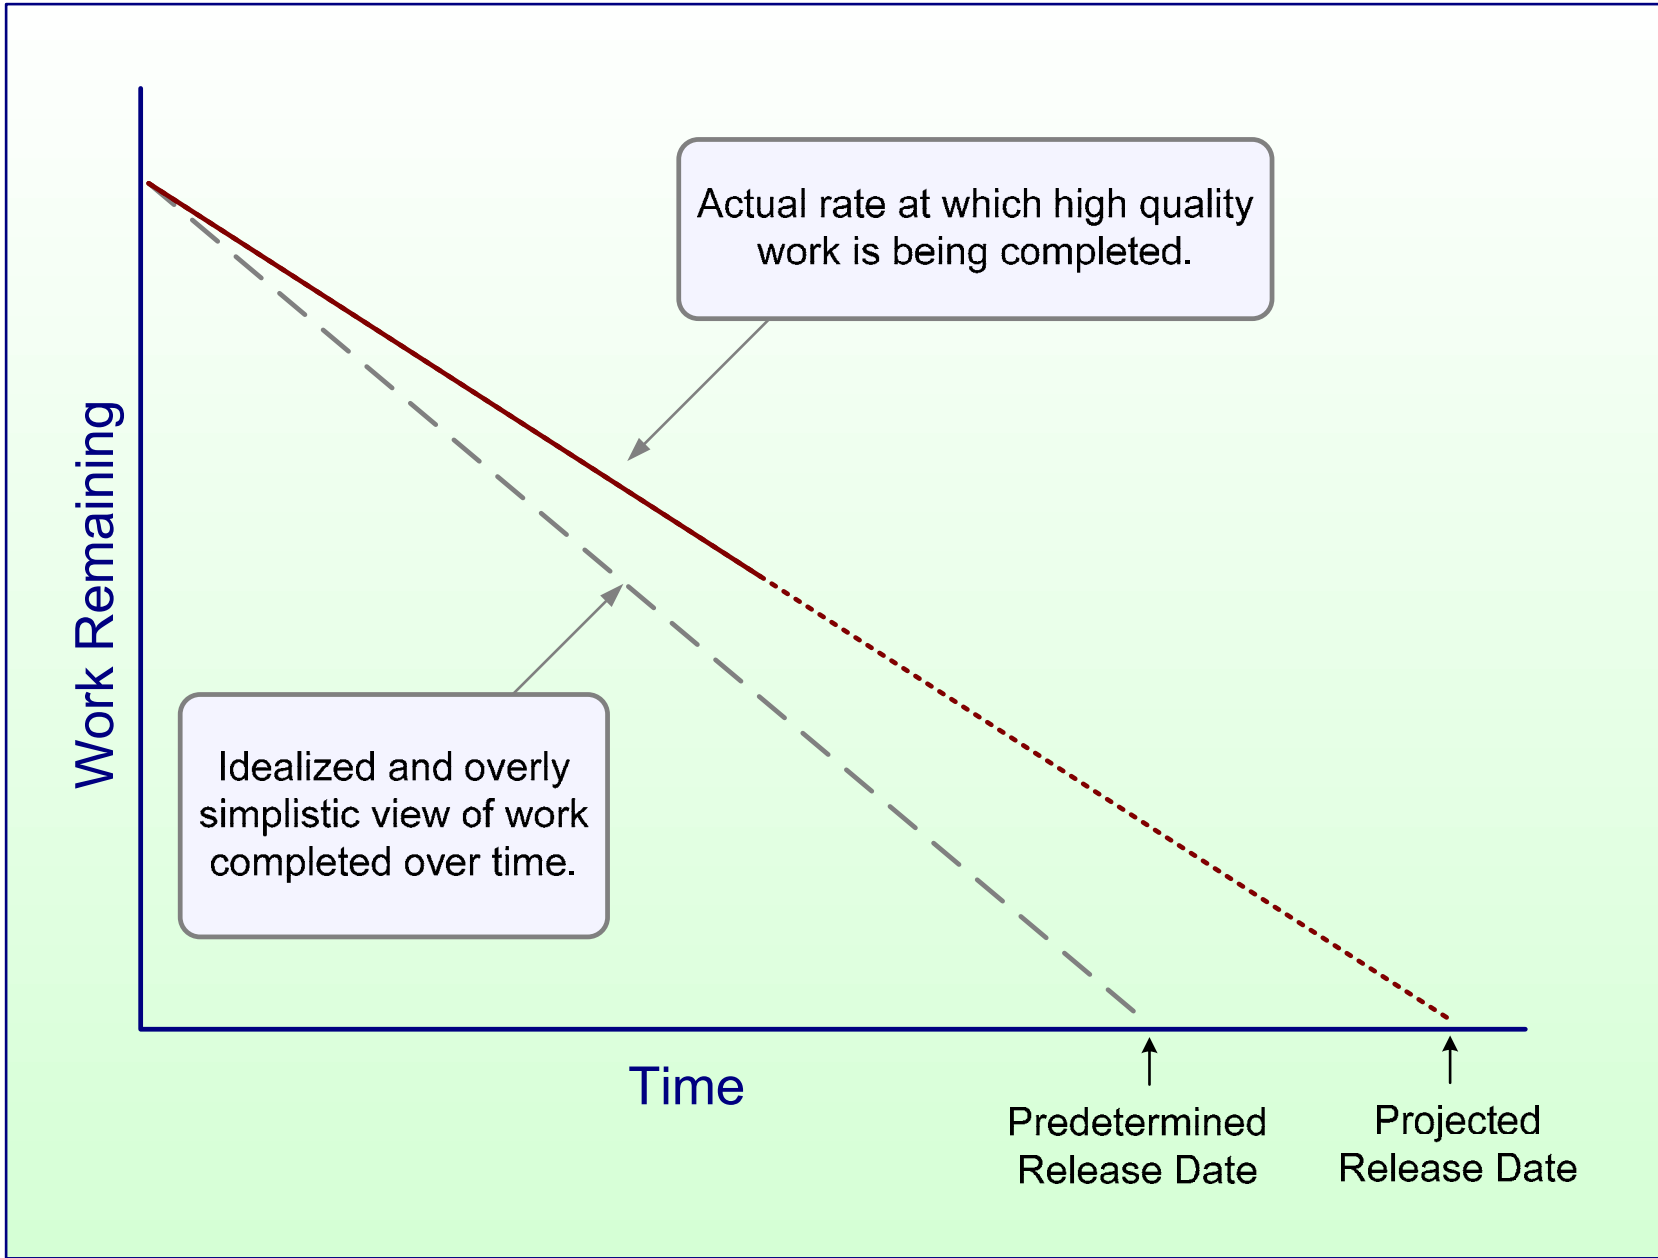 Actual rate at which high quality
work is being completed.
Work Remaining
Idealized and overly
simplistic view of work
completed over time.
Time
Predetermined
Release Date
Projected
Release Date